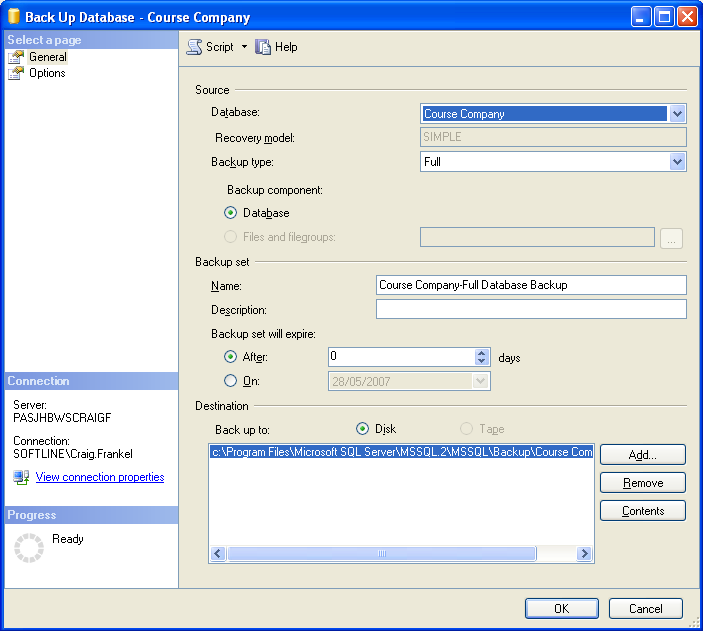 Back Up Database - Course Company
Select a page
General
Options
Script
Help
Source
Database:
Course Company
Recovery model:
SIMPLE
Backup type:
Full
Backup component:
Database
Files and filegroups:
...
Backup set
Name:
Course Company-Full Database Backup
Description:
Backup set will expire:
After:
0
days
On:
28/05/2007
Destination
Back up to:
Disk
Tape
c:\Program Files\Microsoft SQL Server\MSSQL.2\MSSQL\Backup\Course Com
Add...
Remove
Contents
Connection
Server:
PASJHBWSCRAIGF
Connection:
SOFTLINE\Craig.Frankel
View connection properties
Progress
Ready
OK
Cancel